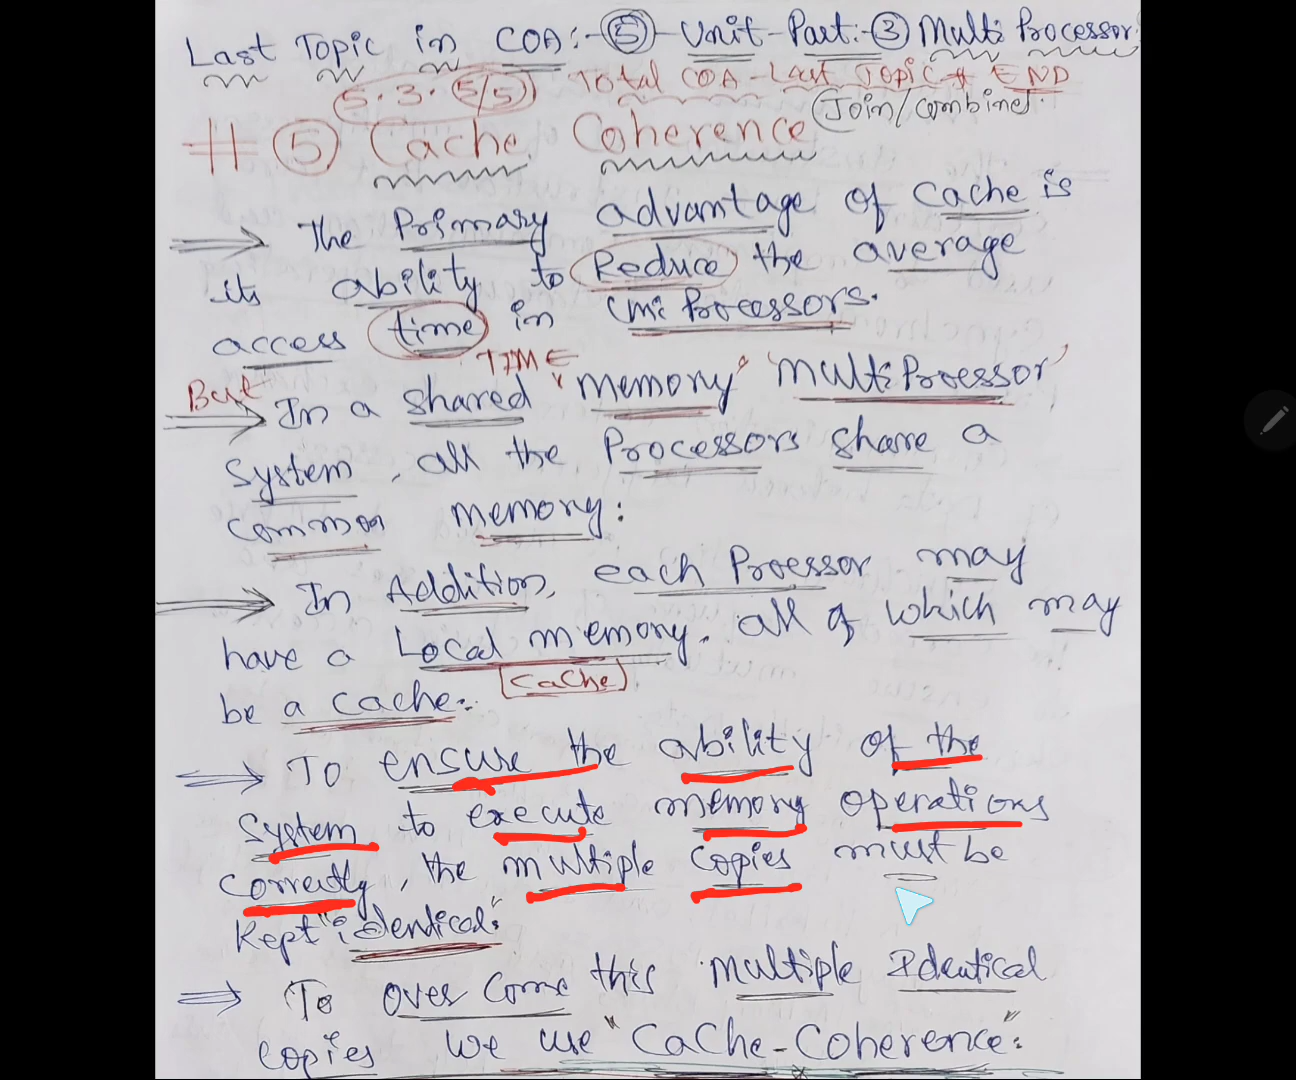 Last Topic in COA:- 5 - Unit - Part:- 3 Multi Processor
5.3.(5/5) Total COA - Last Topic * END
(Join/combine).
# 5 Cache Coherence
⇒ The Primary advantage of Cache is
its ability to Reduce the average
access time in Processors.
TIME
But
⇒ In a shared "memory" 'multiProessor'
System, all the Processors share a
common memory:
⇒ In Addition, each Proessor may
have a Local memory. all of which may
Cache
be a cache.
⇒ To ensure the ability of the
System to execute memory operations
correctly, the multiple copies must be
Kept "identical."
⇒ To over come this multiple Identical
copies we use "CaChe-Coherence":